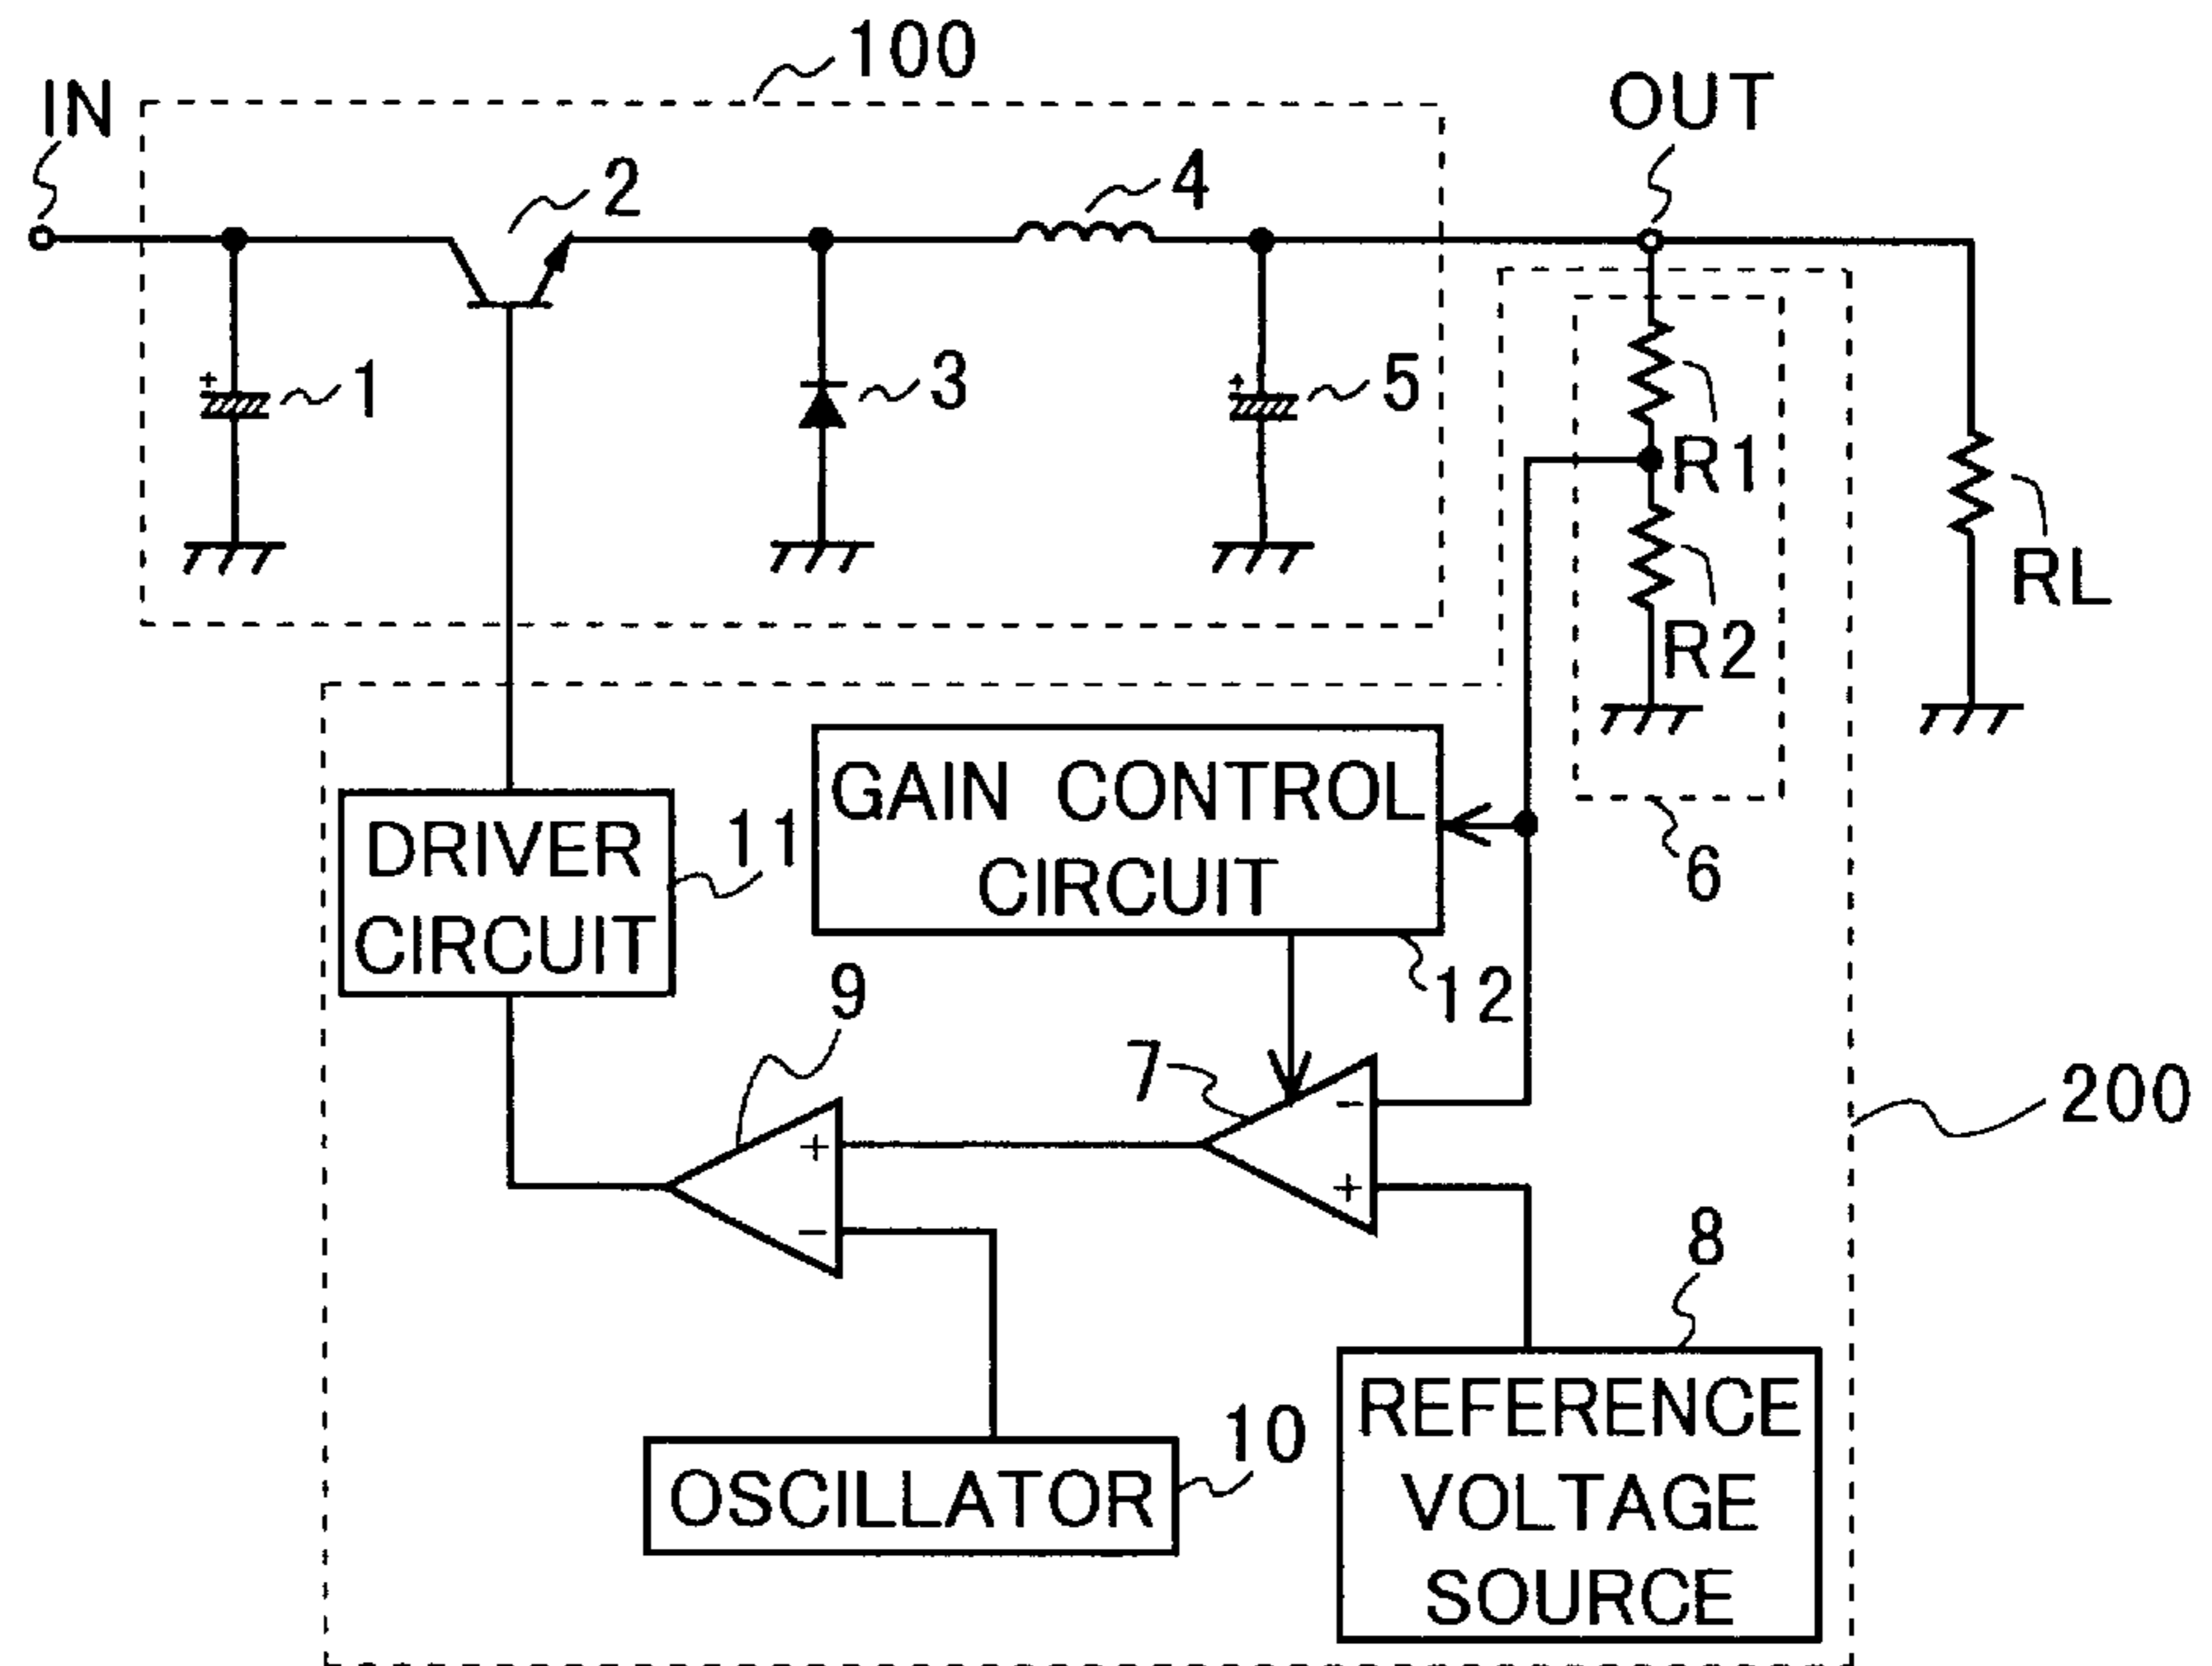 100
IN
OUT
2
4
1
3
5
R1
R2
RL
GAIN CONTROL
CIRCUIT
DRIVER
CIRCUIT
11
6
12
9
7
200
8
10
OSCILLATOR
REFERENCE
VOLTAGE
SOURCE